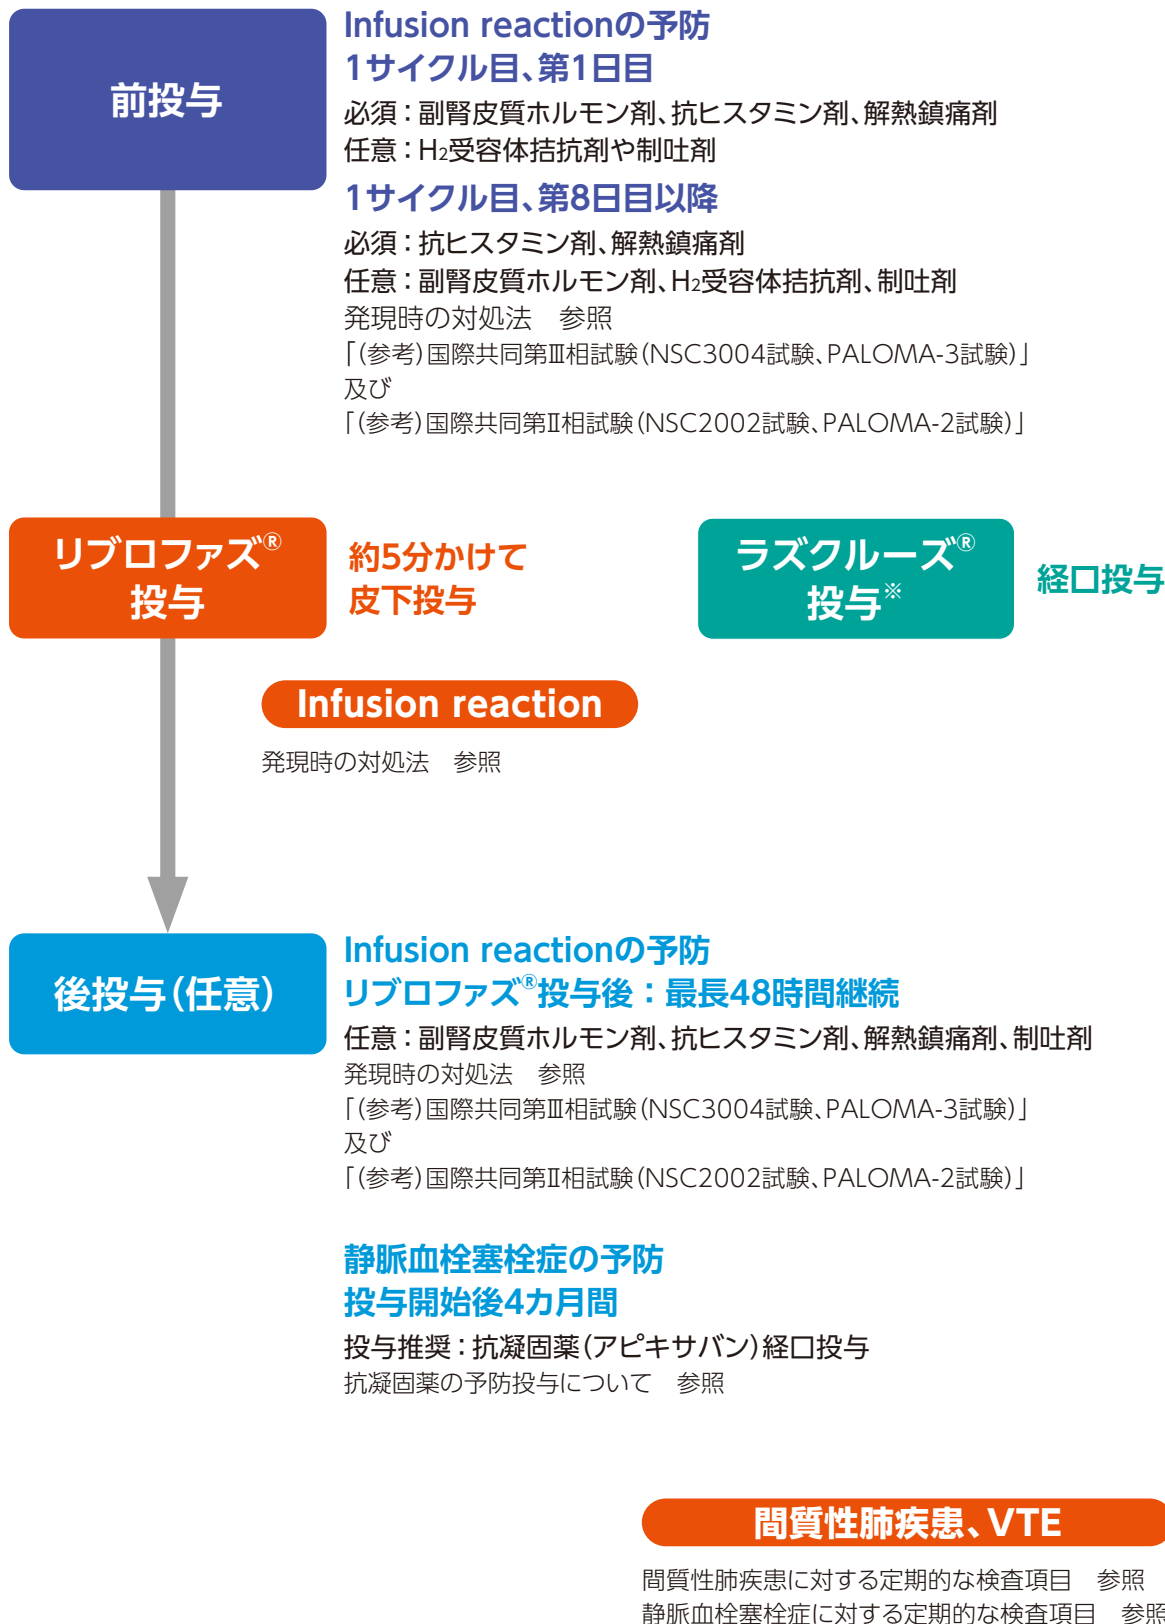 前投与
Infusion reactionの予防
1サイクル目、第1日目
必須：副腎皮質ホルモン剤、抗ヒスタミン剤、解熱鎮痛剤
任意：H2受容体拮抗剤や制吐剤
1サイクル目、第8日目以降
必須：抗ヒスタミン剤、解熱鎮痛剤
任意：副腎皮質ホルモン剤、H2受容体拮抗剤、制吐剤
発現時の対処法　参照
「（参考）国際共同第Ⅲ相試験（NSC3004試験、PALOMA-3試験）」
及び
「（参考）国際共同第Ⅱ相試験（NSC2002試験、PALOMA-2試験）」
リブロファズ®
投与
約5分かけて
皮下投与
ラズクルーズ®
投与※
経口投与
Infusion reaction
発現時の対処法　参照
後投与（任意）
Infusion reactionの予防
リブロファズ®投与後：最長48時間継続
任意：副腎皮質ホルモン剤、抗ヒスタミン剤、解熱鎮痛剤、制吐剤
発現時の対処法　参照
「（参考）国際共同第Ⅲ相試験（NSC3004試験、PALOMA-3試験）」
及び
「（参考）国際共同第Ⅱ相試験（NSC2002試験、PALOMA-2試験）」
静脈血栓塞栓症の予防
投与開始後4カ月間
投与推奨：抗凝固薬（アピキサバン）経口投与
抗凝固薬の予防投与について　参照
間質性肺疾患、VTE
間質性肺疾患に対する定期的な検査項目　参照
静脈血栓塞栓症に対する定期的な検査項目　参照